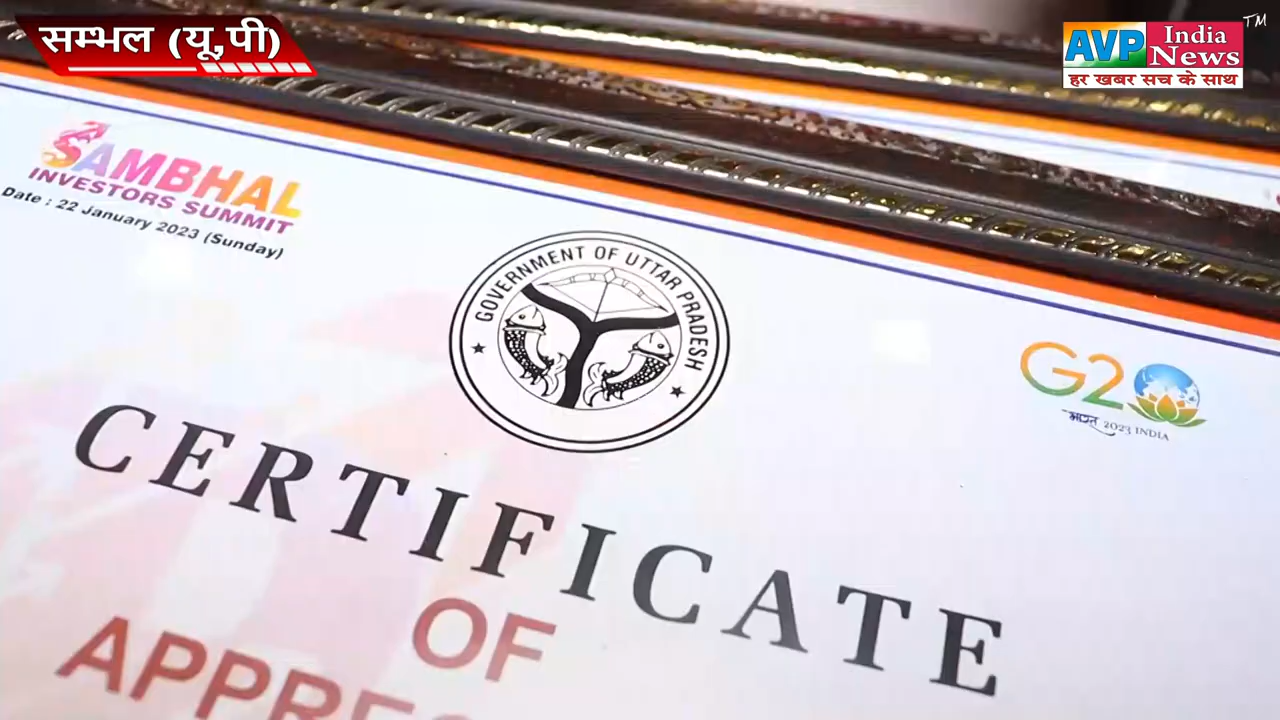 सम्भल (यू,पी)
AVP India News ™
हर खबर सच के साथ
SAMBHAL
INVESTORS SUMMIT
Date : 22 January 2023 (Sunday)
GOVERNMENT OF UTTAR PRADESH
G20
भारत 2023 INDIA
CERTIFICATE
OF